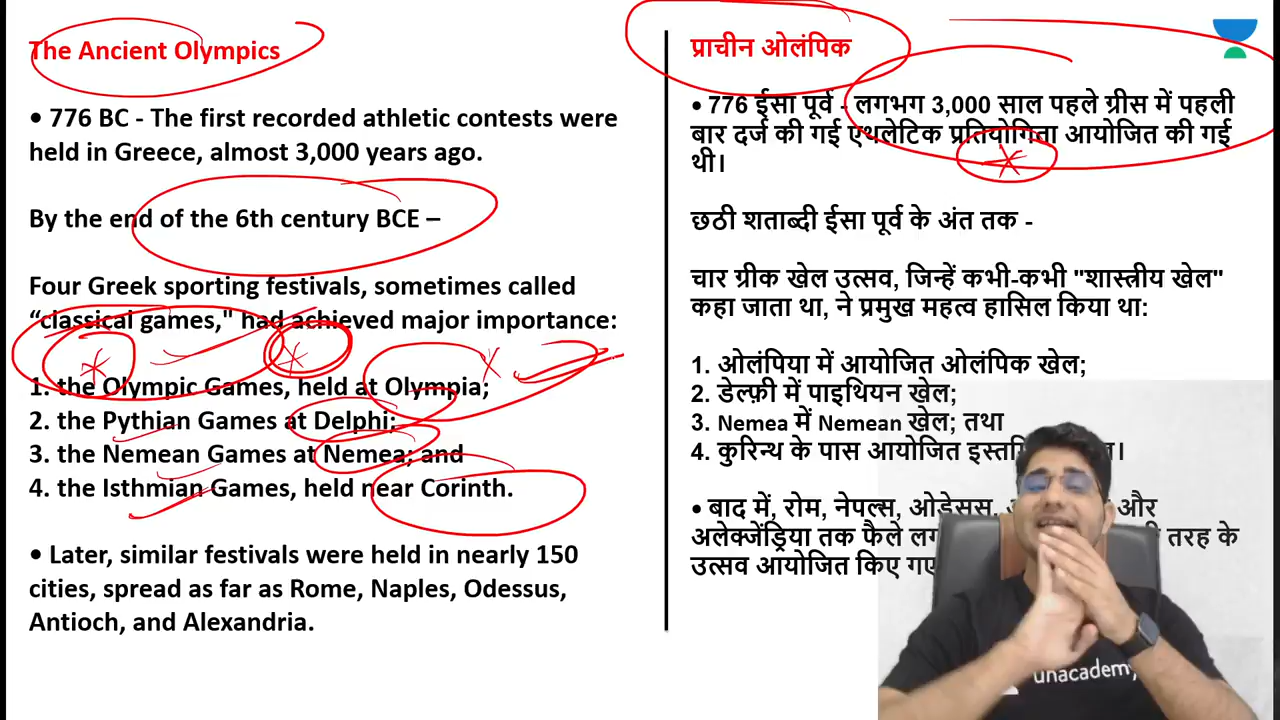 The Ancient Olympics
• 776 BC - The first recorded athletic contests were
held in Greece, almost 3,000 years ago.
By the end of the 6th century BCE –
Four Greek sporting festivals, sometimes called
“classical games," had achieved major importance:
1. the Olympic Games, held at Olympia;
2. the Pythian Games at Delphi;
3. the Nemean Games at Nemea; and
4. the Isthmian Games, held near Corinth.
• Later, similar festivals were held in nearly 150
cities, spread as far as Rome, Naples, Odessus,
Antioch, and Alexandria.
प्राचीन ओलंपिक
• 776 ईसा पूर्व - लगभग 3,000 साल पहले ग्रीस में पहली
बार दर्ज की गई एथलेटिक प्रतियोगिता आयोजित की गई
थी।
छठी शताब्दी ईसा पूर्व के अंत तक -
चार ग्रीक खेल उत्सव, जिन्हें कभी-कभी "शास्त्रीय खेल"
कहा जाता था, ने प्रमुख महत्व हासिल किया था:
1. ओलंपिया में आयोजित ओलंपिक खेल;
2. डेल्फ़ी में पाइथियन खेल;
3. Nemea में Nemean खेल; तथा
4. कुरिन्थ के पास आयोजित
• बाद में, रोम, नेपल्स, ओडेसस, और
अलेक्जेंड्रिया तक फैले तरह के
उत्सव आयोजित किए
unacademy